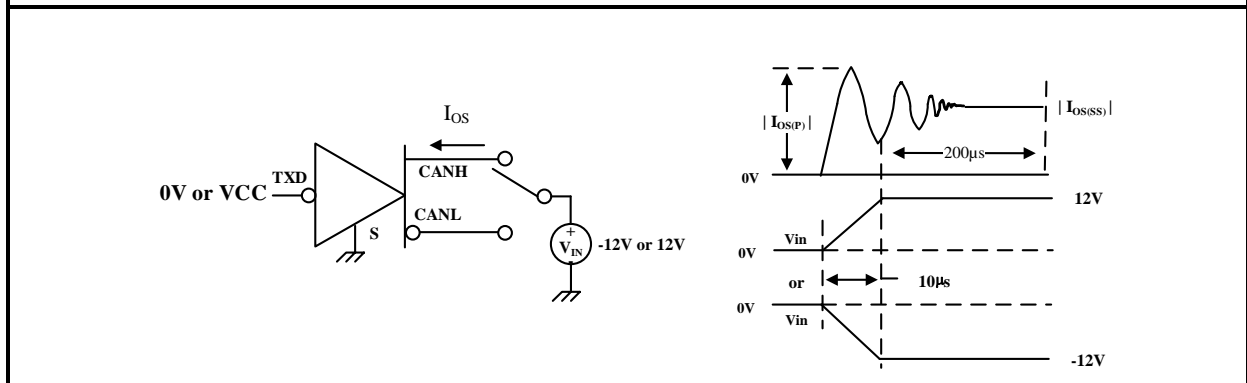 I_OS
TXD
0V or VCC
CANH
CANL
S
+
V_IN
-12V or 12V
| I_OS(P) |
| I_OS(SS) |
200μs
0V
12V
Vin
0V
or
10μs
0V
Vin
-12V